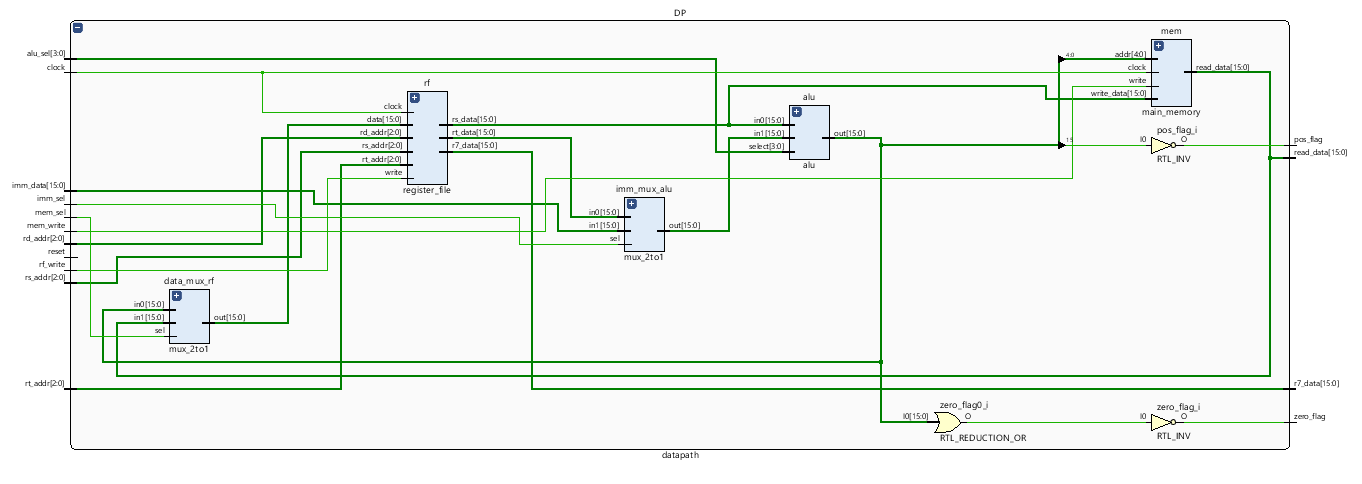 DP
alu_sel[3:0]
clock
imm_data[15:0]
imm_sel
mem_sel
mem_write
rd_addr[2:0]
reset
rf_write
rs_addr[2:0]
rt_addr[2:0]
data_mux_rf
in0[15:0]
in1[15:0]
sel
out[15:0]
mux_2to1
rf
clock
data[15:0]
rd_addr[2:0]
rs_addr[2:0]
rt_addr[2:0]
write
rs_data[15:0]
rt_data[15:0]
r7_data[15:0]
register_file
imm_mux_alu
in0[15:0]
in1[15:0]
sel
out[15:0]
mux_2to1
alu
in0[15:0]
in1[15:0]
select[3:0]
out[15:0]
alu
4:0
15
mem
addr[4:0]
clock
write
write_data[15:0]
read_data[15:0]
main_memory
pos_flag_i
I0
O
RTL_INV
zero_flag0_i
I0[15:0]
O
RTL_REDUCTION_OR
zero_flag_i
I0
O
RTL_INV
pos_flag
read_data[15:0]
r7_data[15:0]
zero_flag
datapath